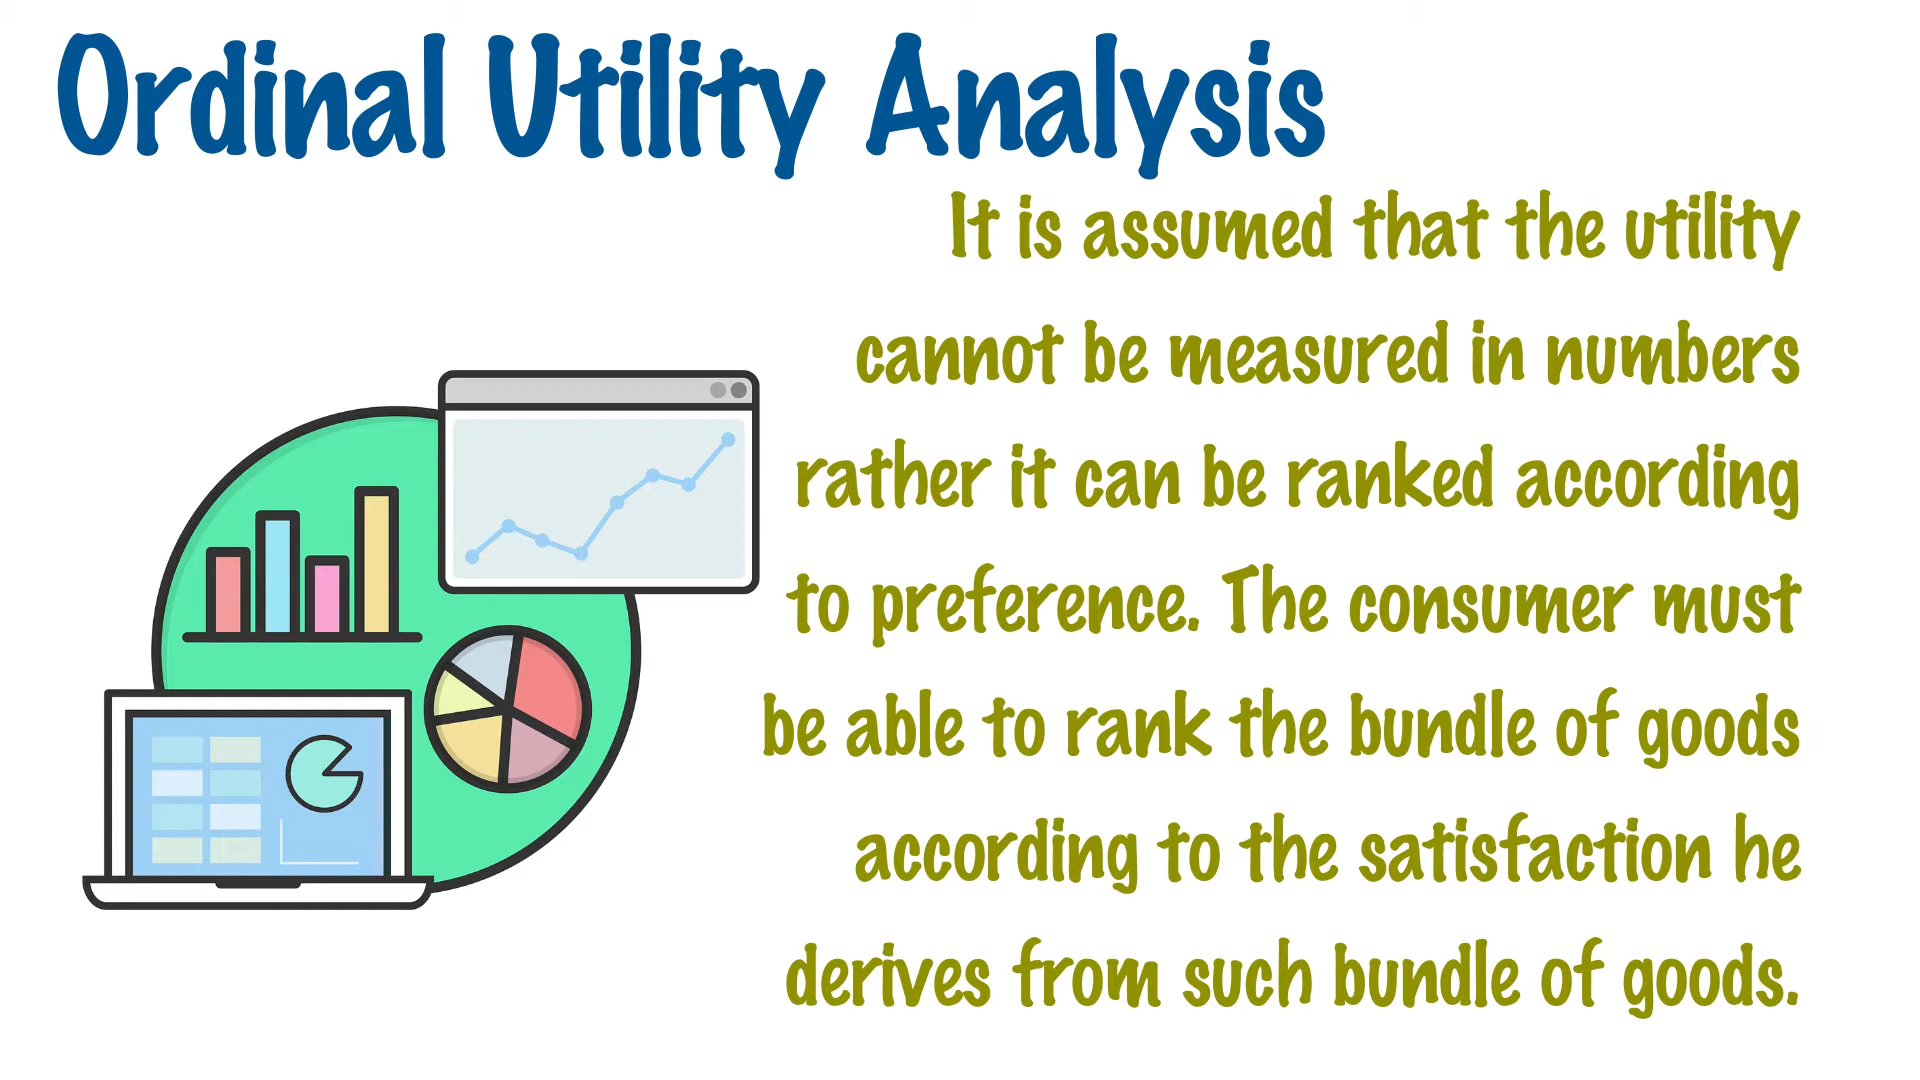 Ordinal Utility Analysis
It is assumed that the utility
cannot be measured in numbers
rather it can be ranked according
to preference. The consumer must
be able to rank the bundle of goods
according to the satisfaction he
derives from such bundle of goods.